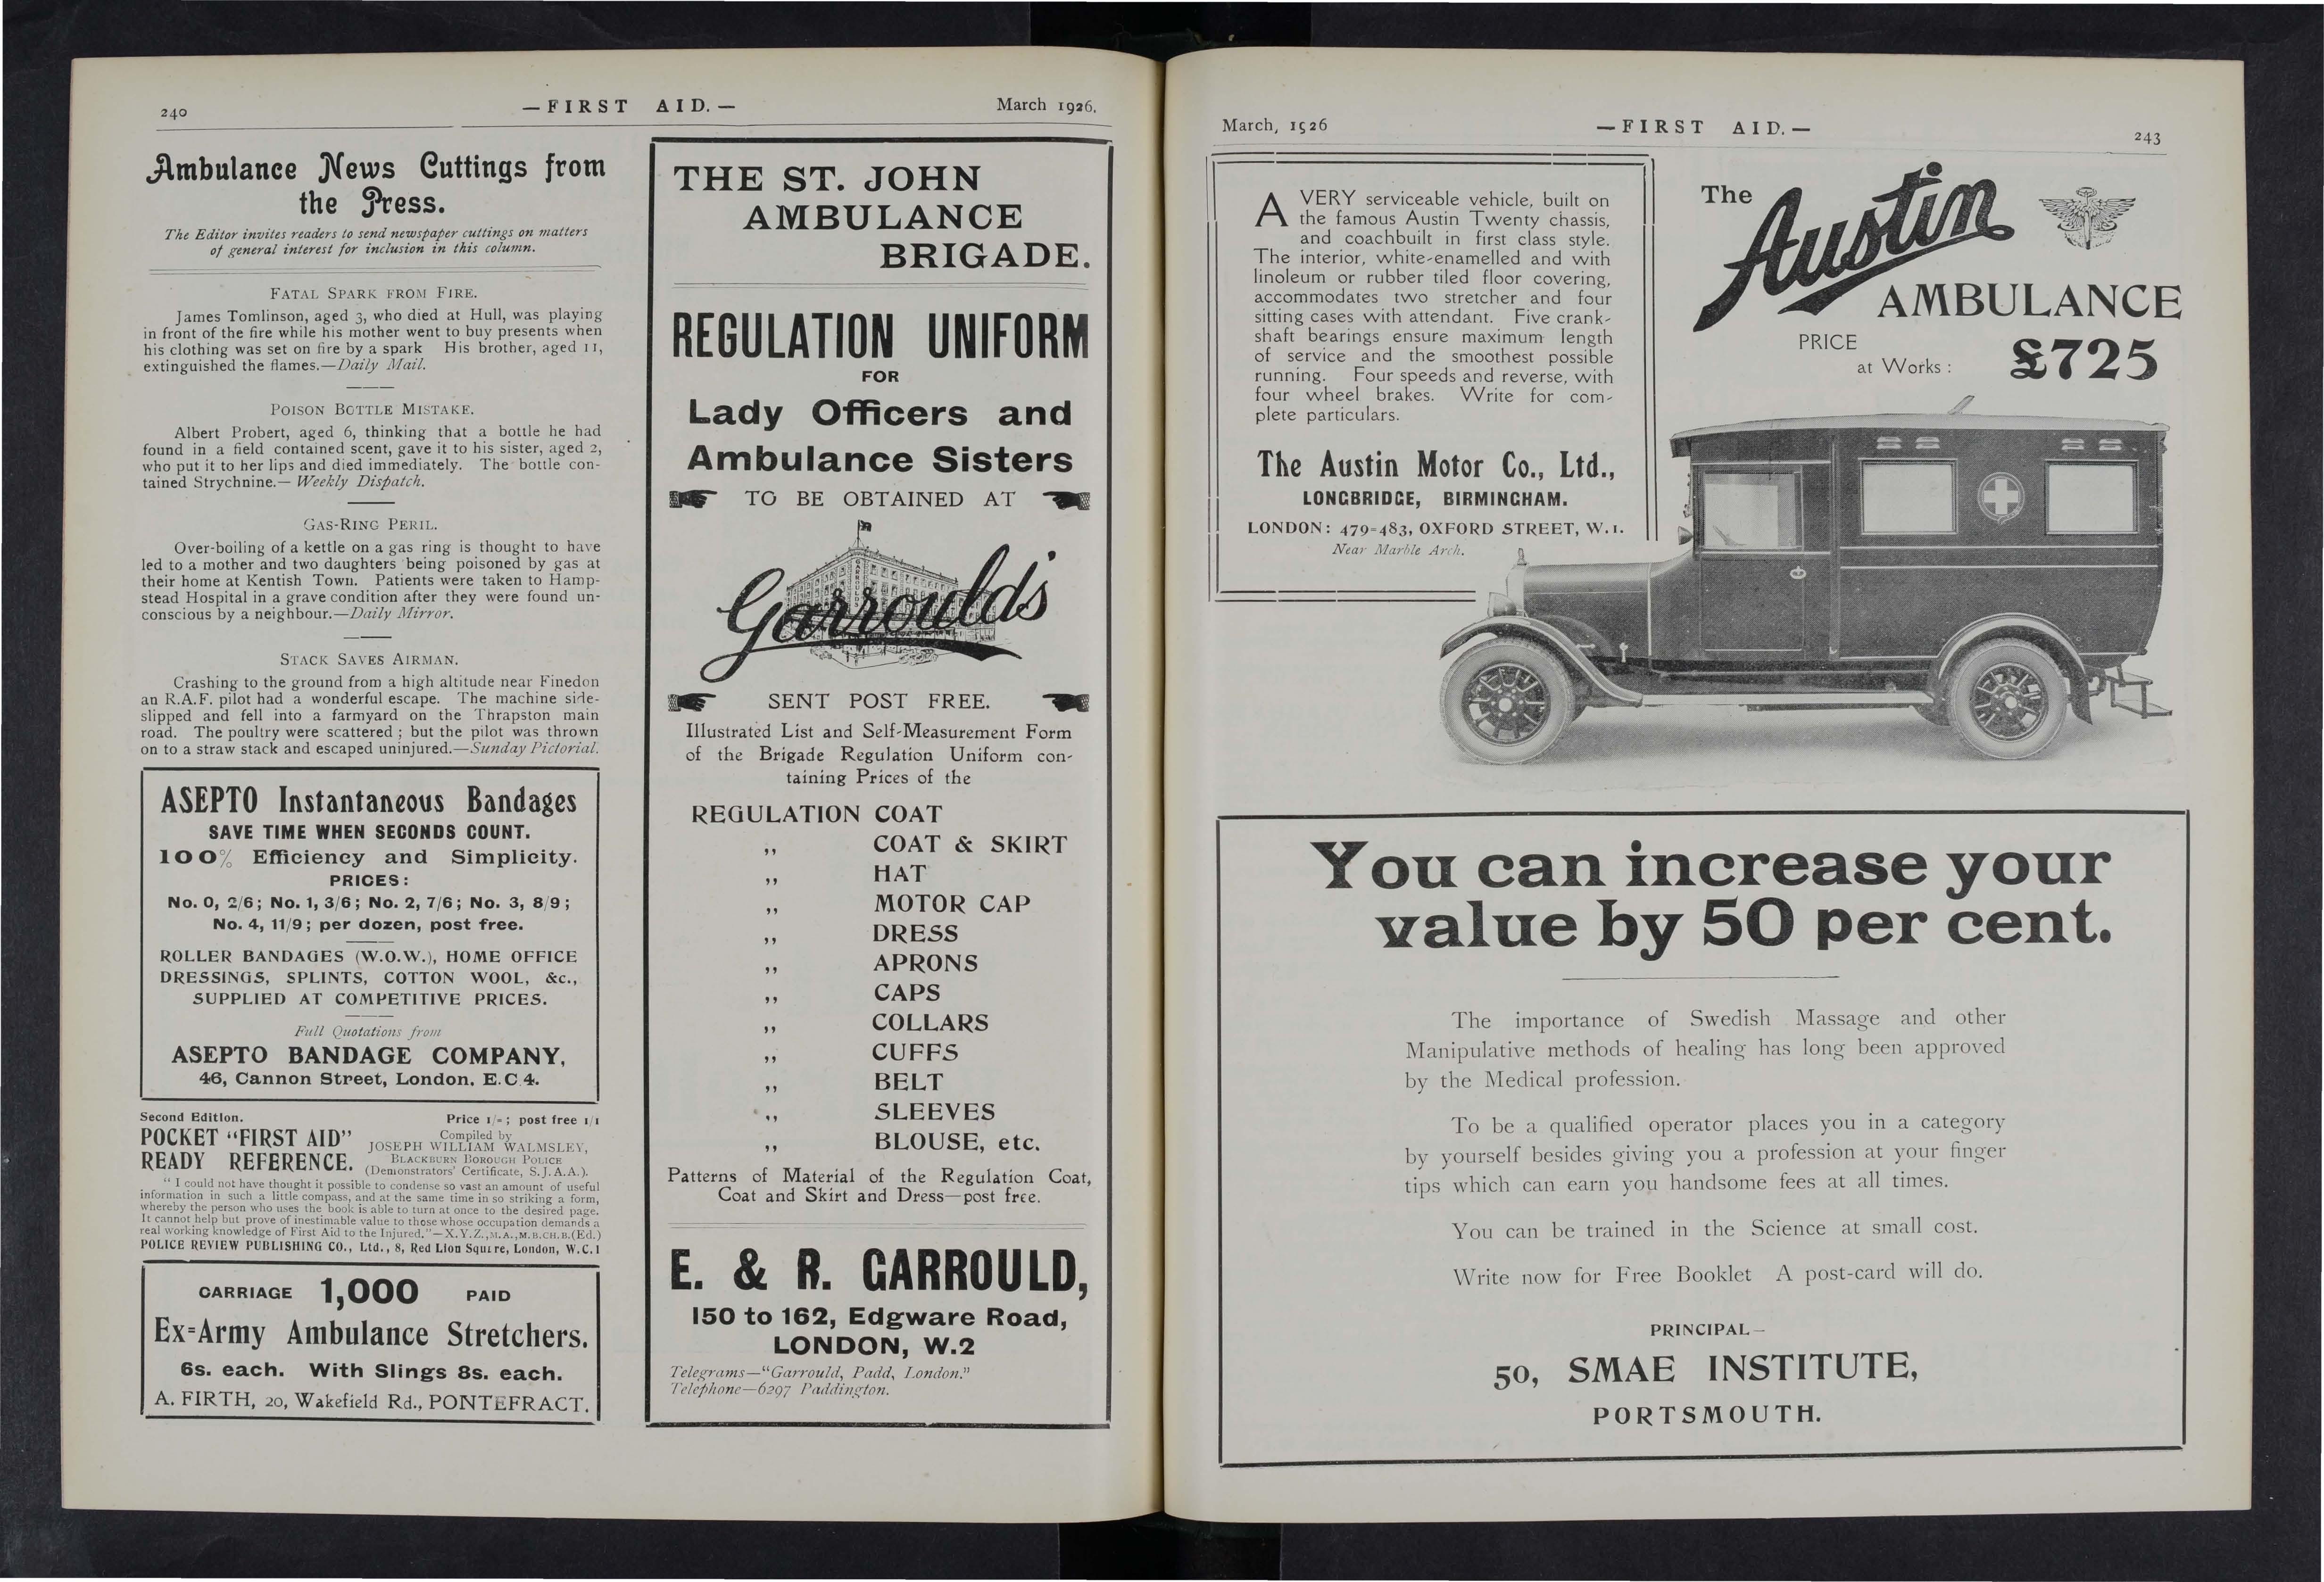 240
—FIRST AID.—
March 1926.
Ambulance News Cuttings from
the Press.
The Editor invites readers to send newspaper cuttings on matters
of general interest for inclusion in this column.
FATAL SPARK FROM FIRE.
James Tomlinson, aged 3, who died at Hull, was playing
in front of the fire while his mother went to buy presents when
his clothing was set on fire by a spark His brother, aged 11,
extinguished the flames.—Daily Mail.
POISON BOTTLE MISTAKE.
Albert Probert, aged 6, thinking that a bottle he had
found in a field contained scent, gave it to his sister, aged 2,
who put it to her lips and died immediately. The bottle con-
tained Strychnine.— Weekly Dispatch.
GAS-RING PERIL.
Over-boiling of a kettle on a gas ring is thought to have
led to a mother and two daughters being poisoned by gas at
their home at Kentish Town. Patients were taken to Hamp-
stead Hospital in a grave condition after they were found un-
conscious by a neighbour.—Daily Mirror.
STACK SAVES AIRMAN.
Crashing to the ground from a high altitude near Finedon
an R.A.F. pilot had a wonderful escape. The machine side-
slipped and fell into a farmyard on the Thrapston main
road. The poultry were scattered ; but the pilot was thrown
on to a straw stack and escaped uninjured.—Sunday Pictorial.
ASEPTO Instantaneous Bandages
SAVE TIME WHEN SECONDS COUNT.
100% Efficiency and Simplicity.
PRICES:
No. 0, 2/6; No. 1, 3/6; No. 2, 7/6; No. 3, 8/9;
No. 4, 11/9; per dozen, post free.
ROLLER BANDAGES (W.O.W.), HOME OFFICE
DRESSINGS, SPLINTS, COTTON WOOL, &c.,
SUPPLIED AT COMPETITIVE PRICES.
Full Quotations from
ASEPTO BANDAGE COMPANY,
46, Cannon Street, London, E.C 4.
Second Edition. Price 1/=; post free 1/1
POCKET "FIRST AID"
READY REFERENCE.
Compiled by
JOSEPH WILLIAM WALMSLEY,
BLACKBURN BOROUGH POLICE
(Demonstrators' Certificate, S.J.A.A.).
"I could not have thought it possible to condense so vast an amount of useful
information in such a little compass, and at the same time in so striking a form,
whereby the person who uses the book is able to turn at once to the desired page.
It cannot help but prove of inestimable value to those whose occupation demands a
real working knowledge of First Aid to the Injured."—X.Y.Z., M.A., M.B.CH.B.(Ed.)
POLICE REVIEW PUBLISHING CO., Ltd., 8, Red Lion Square, London, W.C.1
CARRIAGE 1,000 PAID
Ex=Army Ambulance Stretchers.
6s. each. With Slings 8s. each.
A. FIRTH, 20, Wakefield Rd., PONTEFRACT.
THE ST. JOHN
AMBULANCE
BRIGADE.
REGULATION UNIFORM
FOR
Lady Officers and
Ambulance Sisters
TO BE OBTAINED AT
Garrould's
SENT POST FREE.
Illustrated List and Self-Measurement Form
of the Brigade Regulation Uniform con-
taining Prices of the
REGULATION COAT
,, COAT & SKIRT
,, HAT
,, MOTOR CAP
,, DRESS
,, APRONS
,, CAPS
,, COLLARS
,, CUFFS
,, BELT
,, SLEEVES
,, BLOUSE, etc.
Patterns of Material of the Regulation Coat,
Coat and Skirt and Dress—post free.
E. & R. GARROULD,
150 to 162, Edgware Road,
LONDON, W.2
Telegrams—"Garrould, Padd, London."
Telephone—6297 Paddington.
March, 1926
—FIRST AID.—
243
A VERY serviceable vehicle, built on
the famous Austin Twenty chassis,
and coachbuilt in first class style.
The interior, white-enamelled and with
linoleum or rubber tiled floor covering,
accommodates two stretcher and four
sitting cases with attendant. Five crank-
shaft bearings ensure maximum length
of service and the smoothest possible
running. Four speeds and reverse, with
four wheel brakes. Write for com-
plete particulars.
The Austin Motor Co., Ltd.,
LONGBRIDGE, BIRMINGHAM.
LONDON: 479=483, OXFORD STREET, W.1.
Near Marble Arch.
The
Austin
AMBULANCE
PRICE
at Works :
£725
You can increase your
value by 50 per cent.
The importance of Swedish Massage and other
Manipulative methods of healing has long been approved
by the Medical profession.
To be a qualified operator places you in a category
by yourself besides giving you a profession at your finger
tips which can earn you handsome fees at all times.
You can be trained in the Science at small cost.
Write now for Free Booklet A post-card will do.
PRINCIPAL—
50, SMAE INSTITUTE,
PORTSMOUTH.